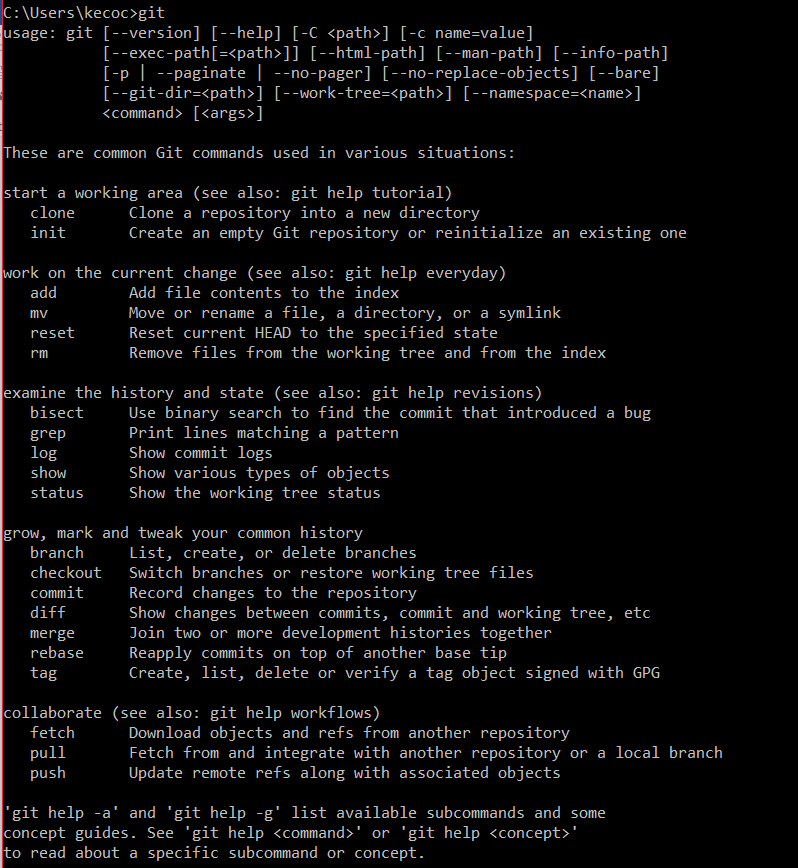 C:\Users\kecoc>git
usage: git [--version] [--help] [-C <path>] [-c name=value]
           [--exec-path[=<path>]] [--html-path] [--man-path] [--info-path]
           [-p | --paginate | --no-pager] [--no-replace-objects] [--bare]
           [--git-dir=<path>] [--work-tree=<path>] [--namespace=<name>]
           <command> [<args>]

These are common Git commands used in various situations:

start a working area (see also: git help tutorial)
   clone      Clone a repository into a new directory
   init       Create an empty Git repository or reinitialize an existing one

work on the current change (see also: git help everyday)
   add        Add file contents to the index
   mv         Move or rename a file, a directory, or a symlink
   reset      Reset current HEAD to the specified state
   rm         Remove files from the working tree and from the index

examine the history and state (see also: git help revisions)
   bisect     Use binary search to find the commit that introduced a bug
   grep       Print lines matching a pattern
   log        Show commit logs
   show       Show various types of objects
   status     Show the working tree status

grow, mark and tweak your common history
   branch     List, create, or delete branches
   checkout   Switch branches or restore working tree files
   commit     Record changes to the repository
   diff       Show changes between commits, commit and working tree, etc
   merge      Join two or more development histories together
   rebase     Reapply commits on top of another base tip
   tag        Create, list, delete or verify a tag object signed with GPG

collaborate (see also: git help workflows)
   fetch      Download objects and refs from another repository
   pull       Fetch from and integrate with another repository or a local branch
   push       Update remote refs along with associated objects

'git help -a' and 'git help -g' list available subcommands and some
concept guides. See 'git help <command>' or 'git help <concept>'
to read about a specific subcommand or concept.